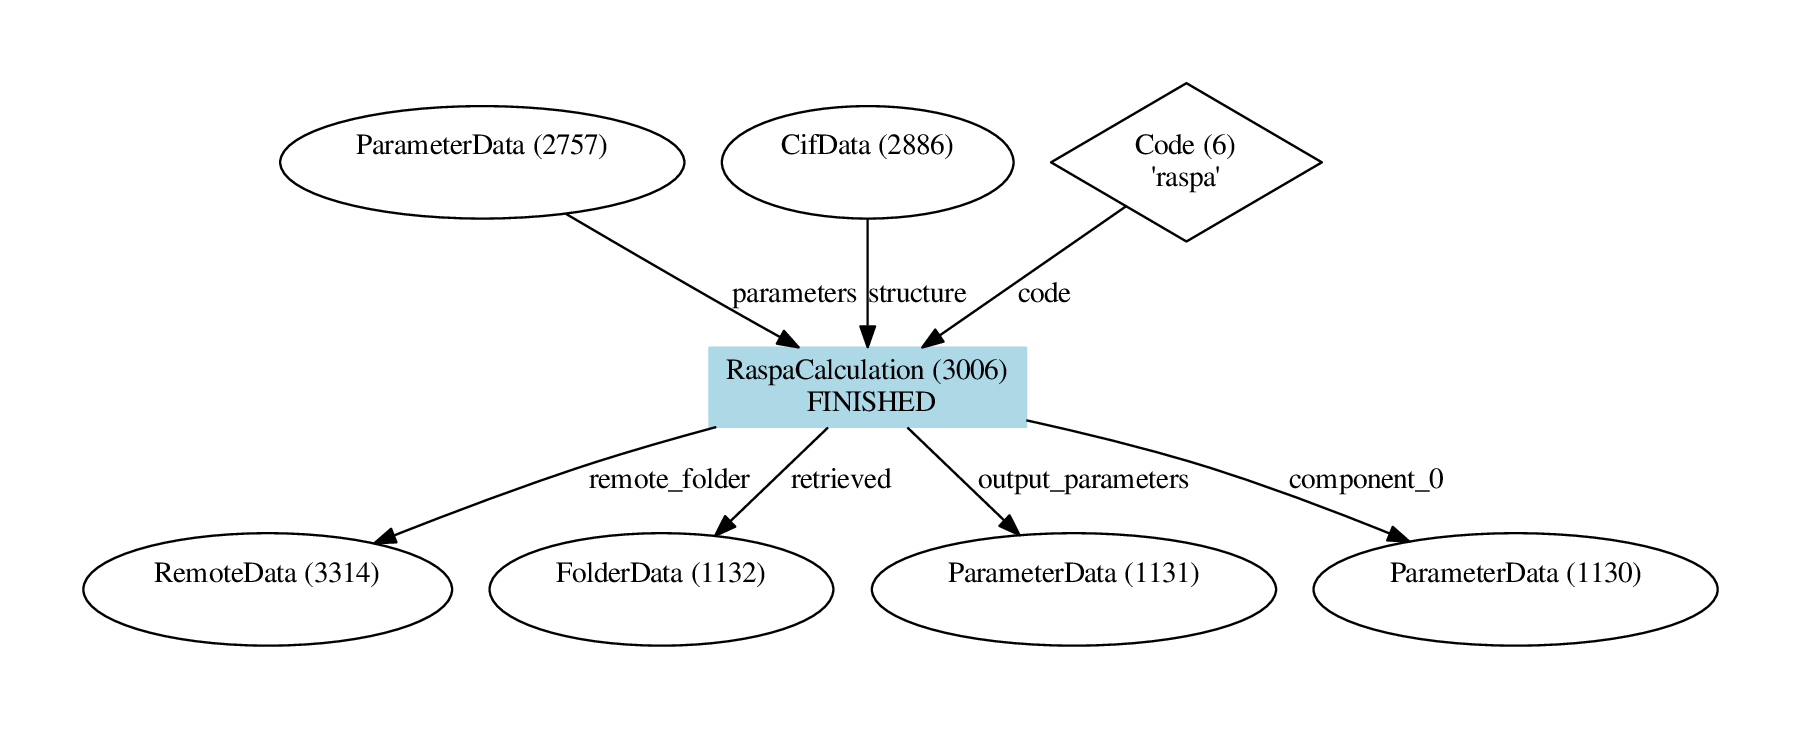 ParameterData (2757)
CifData (2886)
Code (6)
'raspa'
parameters
structure
code
RaspaCalculation (3006)
FINISHED
remote_folder
retrieved
output_parameters
component_0
RemoteData (3314)
FolderData (1132)
ParameterData (1131)
ParameterData (1130)